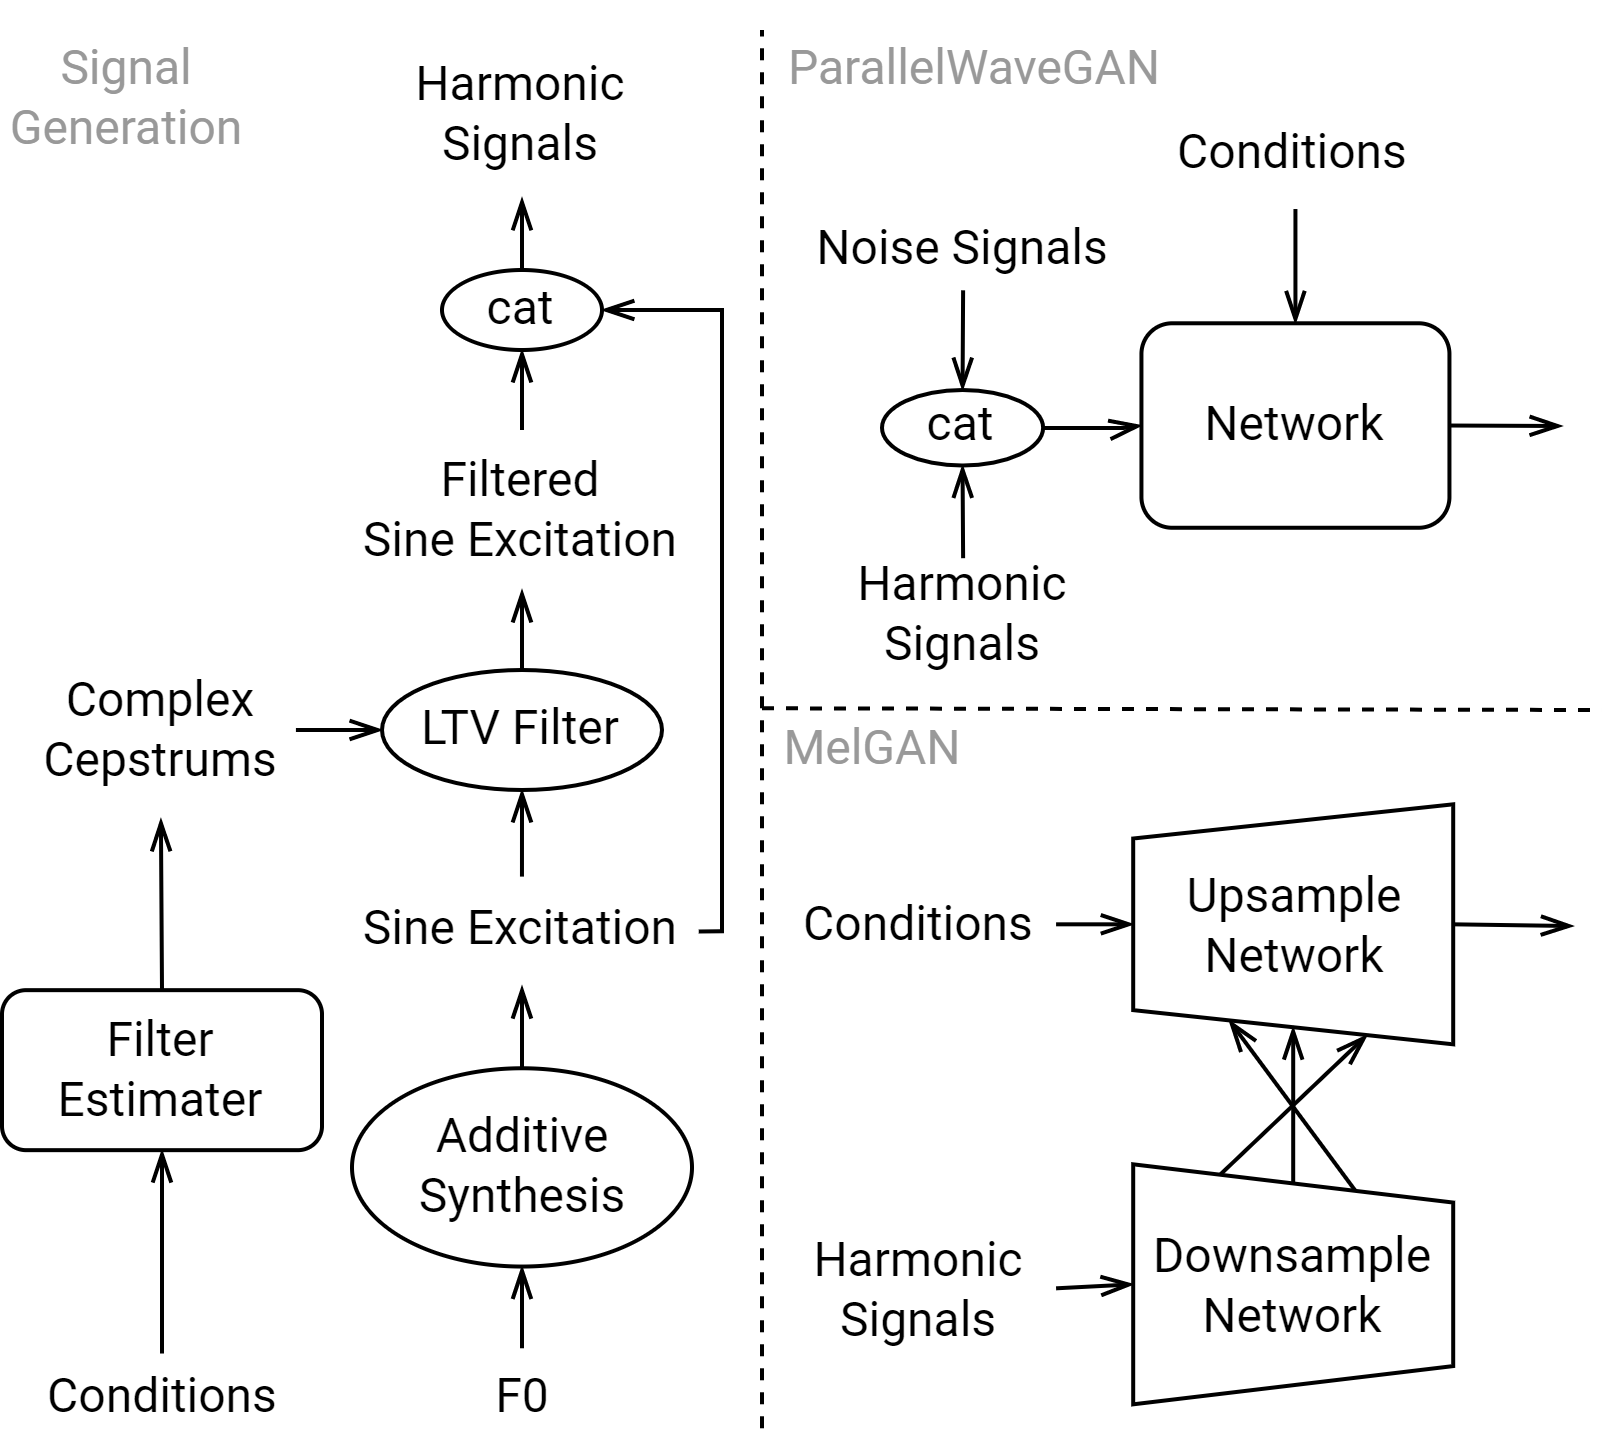 Signal
Generation
Harmonic
Signals
cat
Filtered
Sine Excitation
Complex
Cepstrums
LTV Filter
Sine Excitation
Filter
Estimater
Additive
Synthesis
Conditions
F0
ParallelWaveGAN
Conditions
Noise Signals
cat
Network
Harmonic
Signals
MelGAN
Conditions
Upsample
Network
Harmonic
Signals
Downsample
Network